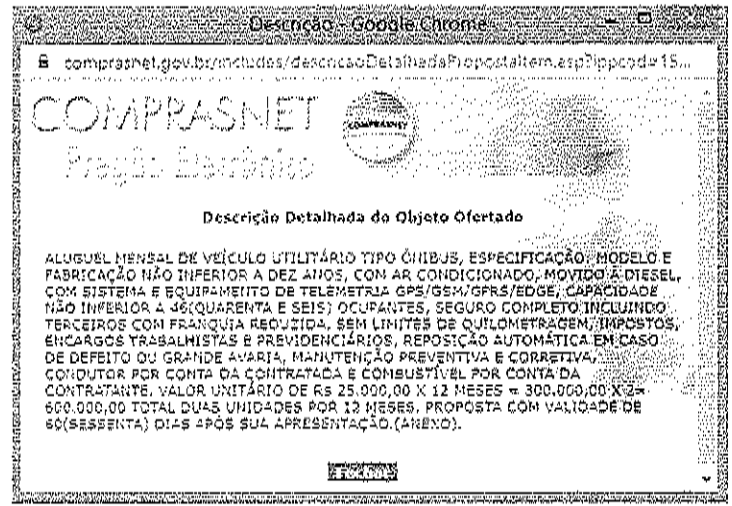 Descrição - Google Chrome
comprasnet.gov.br/includes/descricaoDetalhadaPropostaItem.asp?ippcod=15...
COMPRASNET
COMPRASNET
Pregão Eletrônico
Descrição Detalhada do Objeto Ofertado
ALUGUEL MENSAL DE VEÍCULO UTILITÁRIO TIPO ÔNIBUS, ESPECIFICAÇÃO, MODELO E
FABRICAÇÃO NÃO INFERIOR A DEZ ANOS, COM AR CONDICIONADO, MOVIDO À DIESEL,
COM SISTEMA E EQUIPAMENTO DE TELEMETRIA GPS/GSM/GPRS/EDGE, CAPACIDADE
NÃO INFERIOR A 46(QUARENTA E SEIS) OCUPANTES, SEGURO COMPLETO INCLUINDO
TERCEIROS COM FRANQUIA REDUZIDA, SEM LIMITES DE QUILOMETRAGEM, IMPOSTOS,
ENCARGOS TRABALHISTAS E PREVIDENCIÁRIOS, REPOSIÇÃO AUTOMÁTICA EM CASO
DE DEFEITO OU GRANDE AVARIA, MANUTENÇÃO PREVENTIVA E CORRETIVA,
CONDUTOR POR CONTA DA CONTRATADA E COMBUSTÍVEL POR CONTA DA
CONTRATANTE. VALOR UNITÁRIO DE R$ 25.000,00 X 12 MESES = 300.000,00 X 2=
600.000,00 TOTAL DUAS UNIDADES POR 12 MESES. PROPOSTA COM VALIDADE DE
60(SESSENTA) DIAS APÓS SUA APRESENTAÇÃO.(ANEXO).